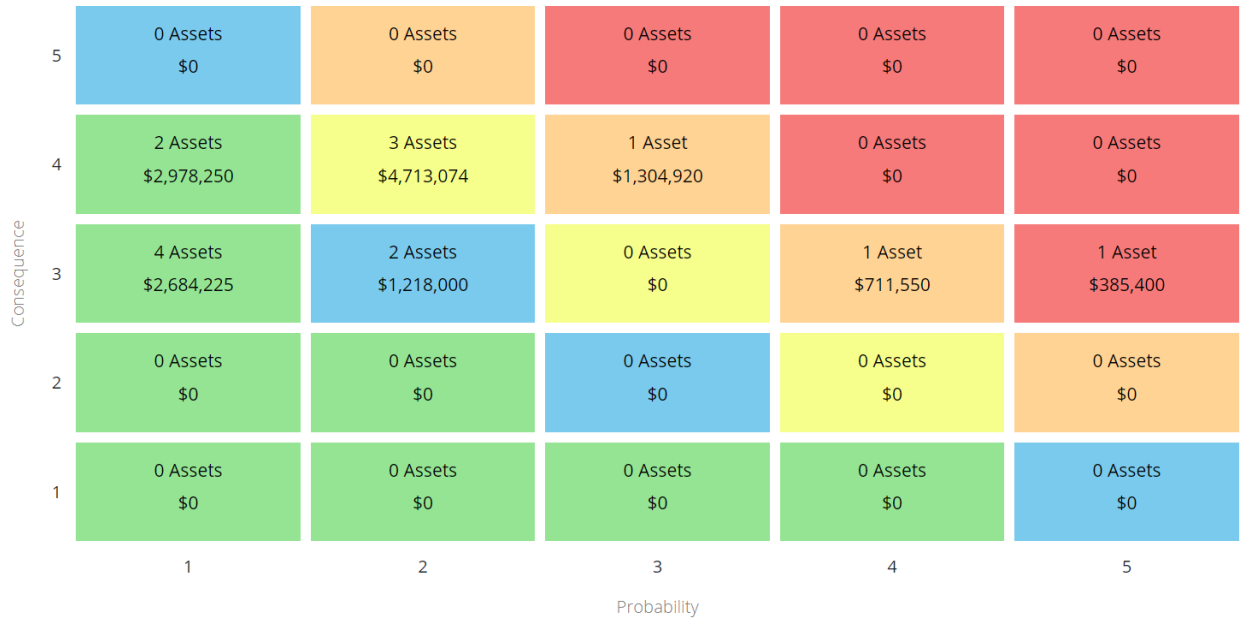 0 Assets 0 Assets 0 Assets 0 Assets 0 Assets
5
$0 $0 $0 $0 $0
2 Assets 3 Assets 1 Asset 0 Assets 0 Assets
4
$2,978,250 $4,713,074 $1,304,920 $0 $0
Consequence
4 Assets 2 Assets 0 Assets 1 Asset 1 Asset
3
$2,684,225 $1,218,000 $0 $711,550 $385,400
0 Assets 0 Assets 0 Assets 0 Assets 0 Assets
2
$0 $0 $0 $0 $0
0 Assets 0 Assets 0 Assets 0 Assets 0 Assets
1
$0 $0 $0 $0 $0
1 2 3 4 5
Probability